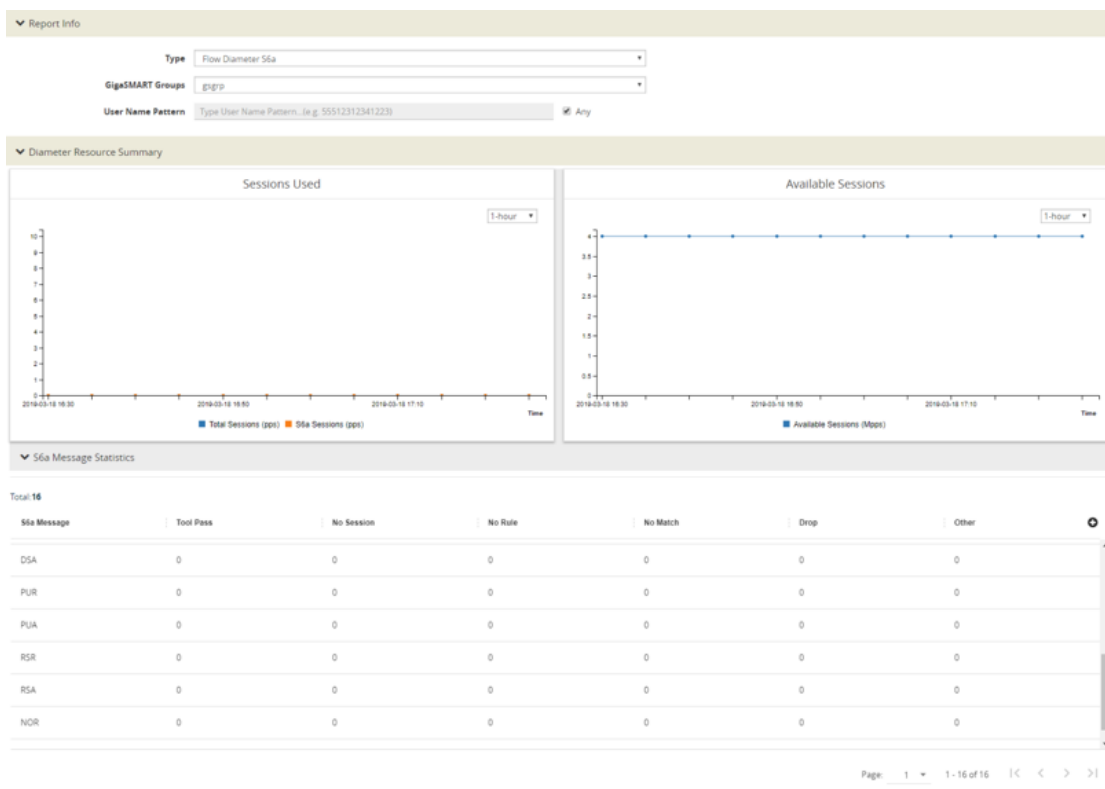 Report Info
Type Flow Diameter S6a
GigaSMART Groups gsgrp
User Name Pattern Type User Name Pattern...(e.g. 55512312341223) Any
Diameter Resource Summary
Sessions Used
1-hour
10
9
8
7
6
5
4
3
2
1
0
2019-03-18 16:30 2019-03-18 16:50 2019-03-18 17:10
Time
Total Sessions (pps) S6a Sessions (pps)
Available Sessions
1-hour
4
3.5
3
2.5
2
1.5
1
0.5
0
2019-03-18 16:30 2019-03-18 16:50 2019-03-18 17:10
Time
Available Sessions (Mpps)
S6a Message Statistics
Total:16
S6a Message Tool Pass No Session No Rule No Match Drop Other
DSA 0 0 0 0 0 0
PUR 0 0 0 0 0 0
PUA 0 0 0 0 0 0
RSR 0 0 0 0 0 0
RSA 0 0 0 0 0 0
NOR 0 0 0 0 0 0
Page: 1 1 - 16 of 16